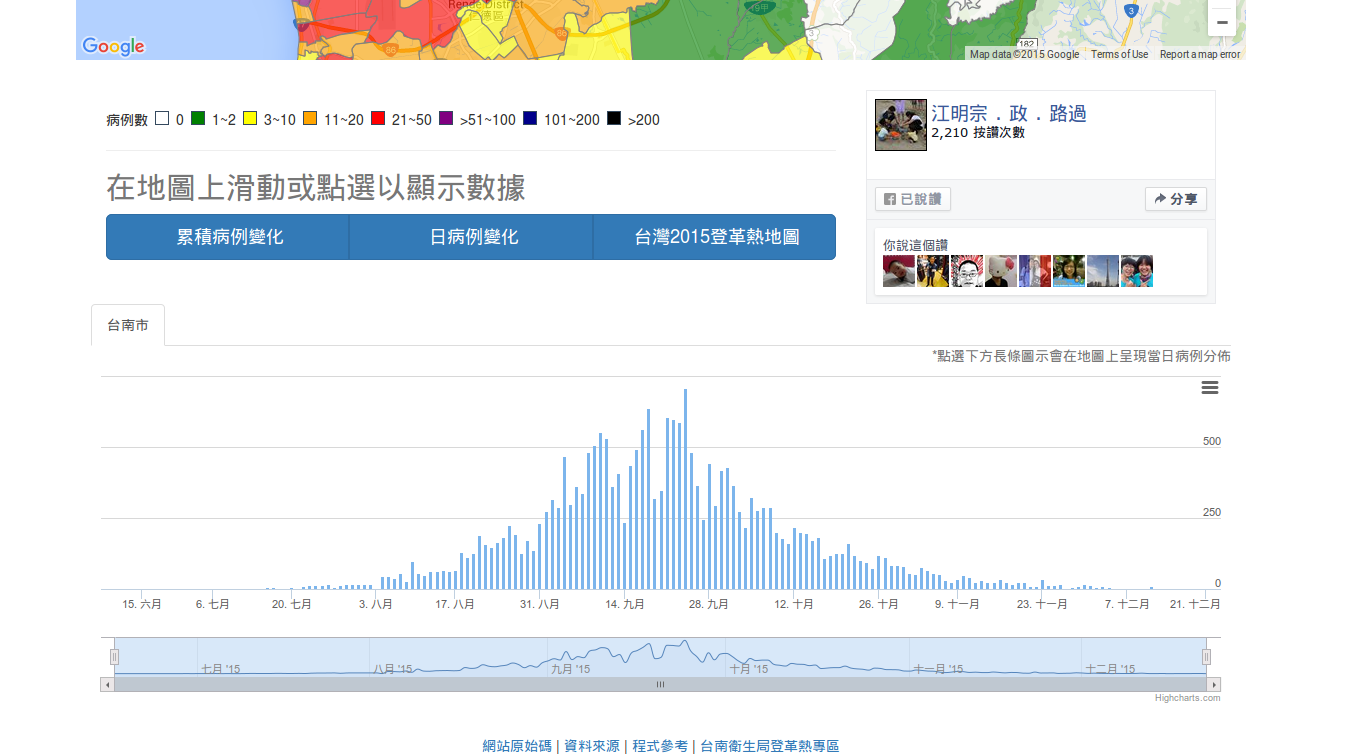 Rende District
仁德區
86
86
19甲
3
182
3
Google
Map data ©2015 Google Terms of Use Report a map error
病例數 0 1~2 3~10 11~20 21~50 >51~100 101~200 >200
在地圖上滑動或點選以顯示數據
累積病例變化 日病例變化 台灣2015登革熱地圖
江明宗．政．路過
2,210 按讚次數
已說讚 分享
你說這個讚
台南市
*點選下方長條圖示會在地圖上呈現當日病例分佈
500
250
0
15. 六月 6. 七月 20. 七月 3. 八月 17. 八月 31. 八月 14. 九月 28. 九月 12. 十月 26. 十月 9. 十一月 23. 十一月 7. 十二月 21. 十二月
七月 '15 八月 '15 九月 '15 十月 '15 十一月 '15 十二月 '15
Highcharts.com
網站原始碼 | 資料來源 | 程式參考 | 台南衛生局登革熱專區